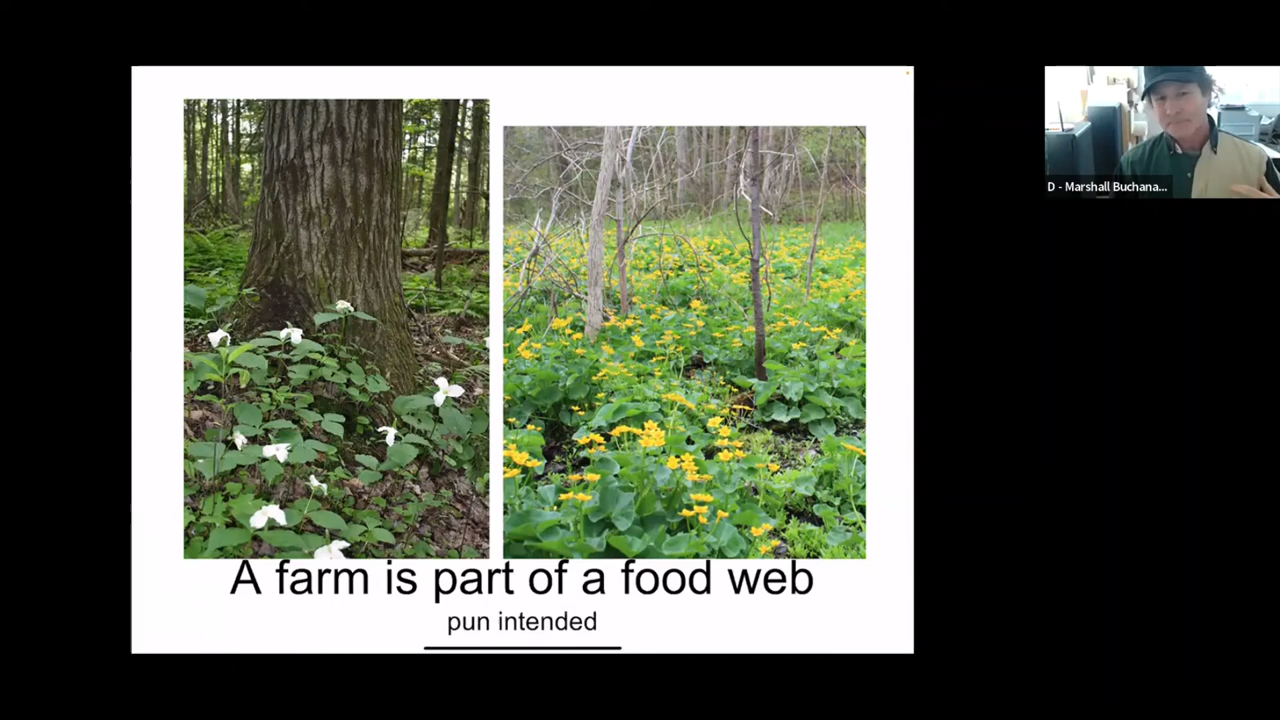 A farm is part of a food web
pun intended
D - Marshall Buchana...